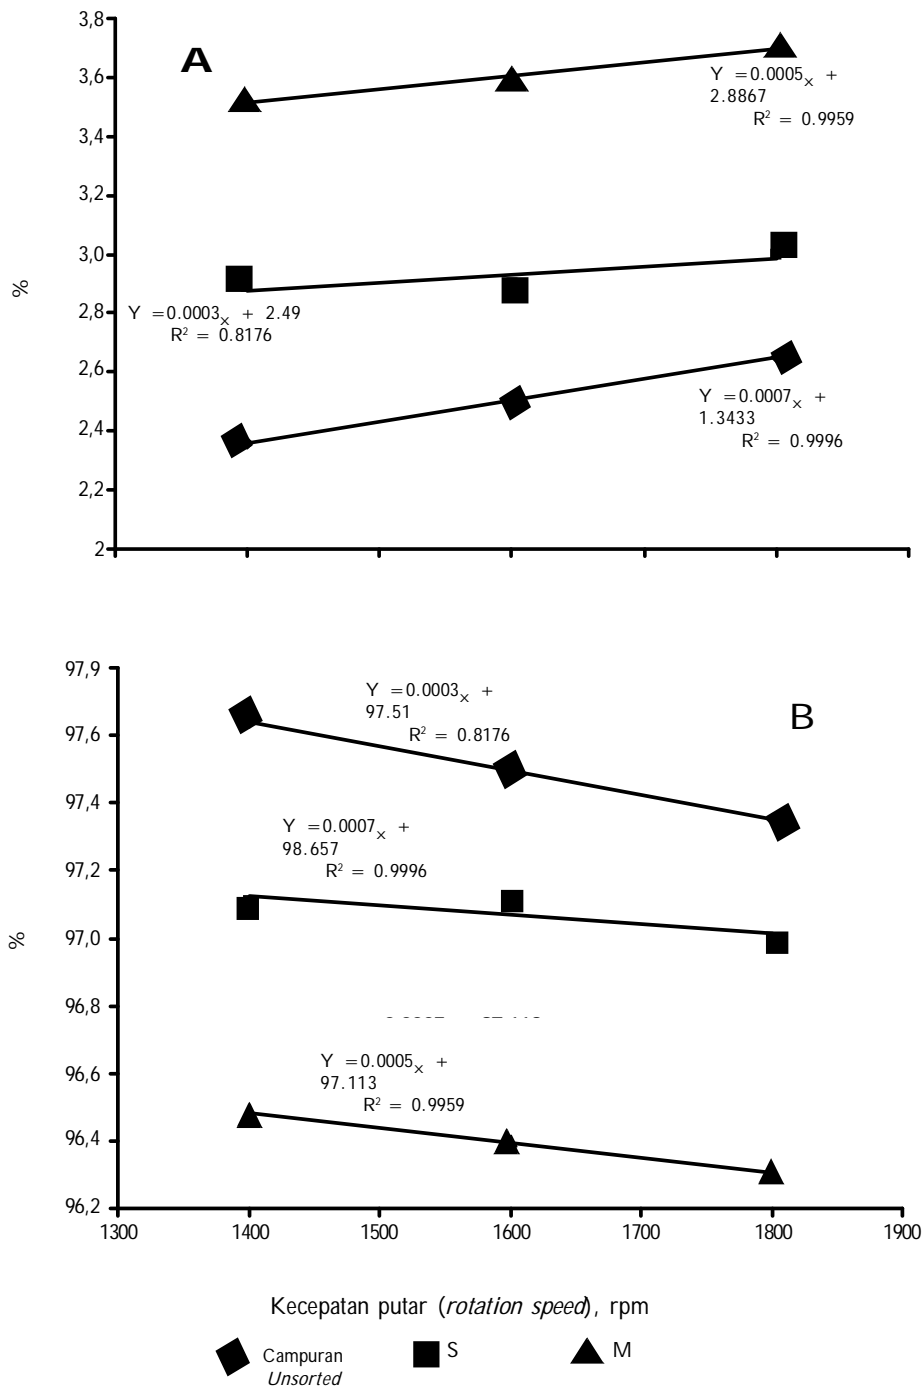 3,8
A
3,6
Y =0.0005x +
2.8867
R² = 0.9959
3,4
3,2
3,0
%
2,8
Y =0.0003x + 2.49
R² = 0.8176
2,6
Y =0.0007x +
1.3433
R² = 0.9996
2,4
2,2
2
97,9
Y =0.0003x +
97.51
R² = 0.8176
B
97,6
97,4
Y =0.0007x +
98.657
R² = 0.9996
97,2
97,0
%
96,8
96,6
Y =0.0005x +
97.113
R² = 0.9959
96,4
96,2
1300 1400 1500 1600 1700 1800 1900
Kecepatan putar (rotation speed), rpm
Campuran
Unsorted
S
M